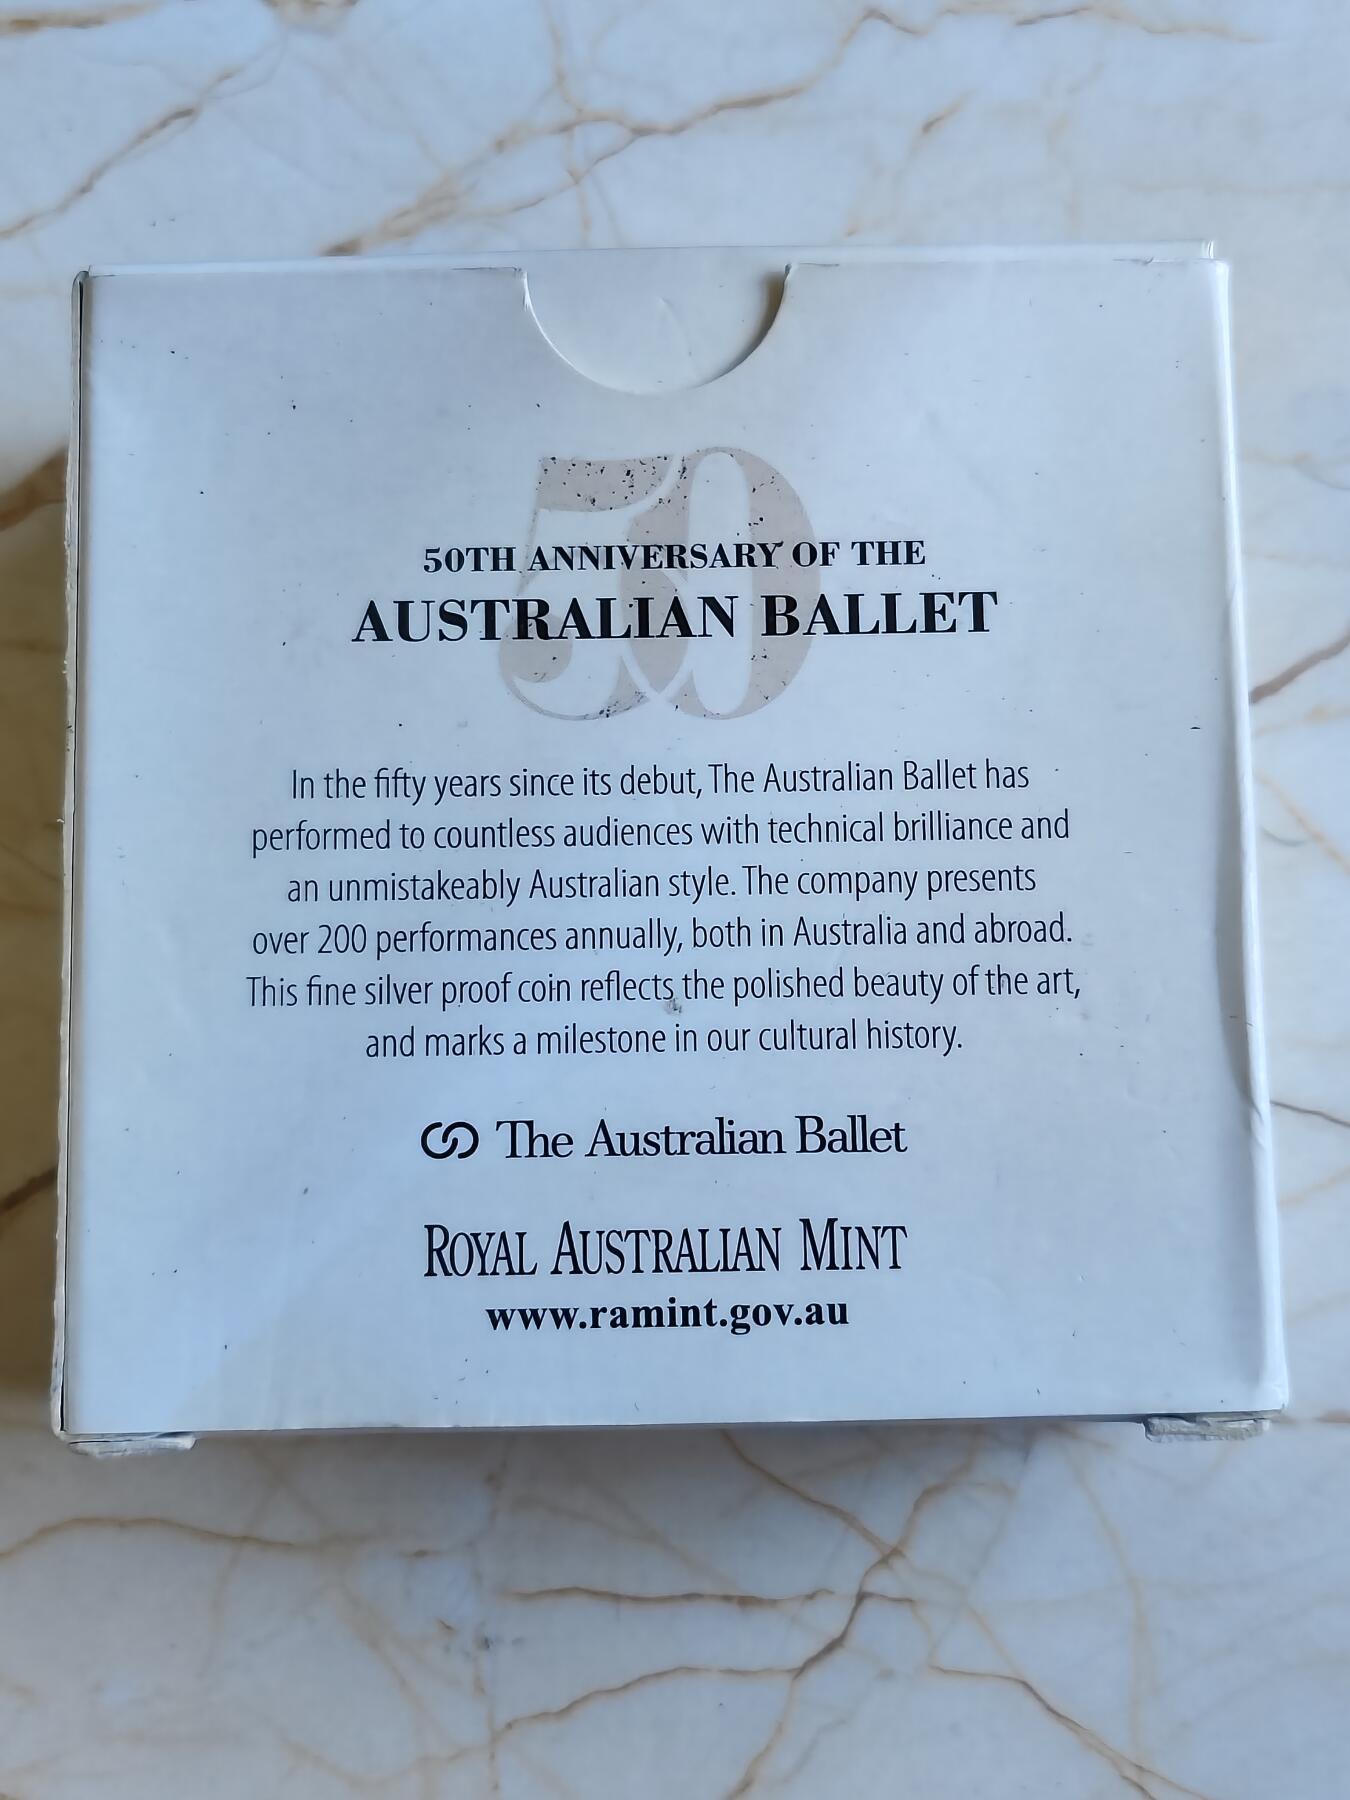 50
50TH ANNIVERSARY OF THE
AUSTRALIAN BALLET
In the fifty years since its debut, The Australian Ballet has
performed to countless audiences with technical brilliance and
an unmistakeably Australian style. The company presents
over 200 performances annually, both in Australia and abroad.
This fine silver proof coin reflects the polished beauty of the art,
and marks a milestone in our cultural history.
The Australian Ballet
ROYAL AUSTRALIAN MINT
www.ramint.gov.au